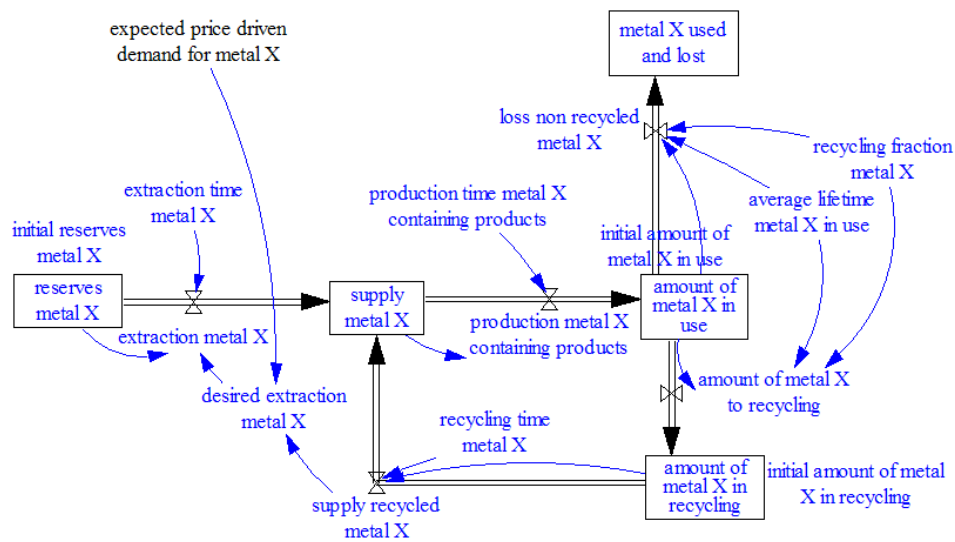 expected price driven
demand for metal X
metal X used
and lost
loss non recycled
metal X
recycling fraction
metal X
extraction time
metal X
production time metal X
containing products
average lifetime
metal X in use
initial reserves
metal X
initial amount of
metal X in use
reserves
metal X
supply
metal X
amount of
metal X in
use
extraction metal X
production metal X
containing products
desired extraction
metal X
amount of metal X
to recycling
recycling time
metal X
supply recycled
metal X
amount of
metal X in
recycling
initial amount of metal
X in recycling